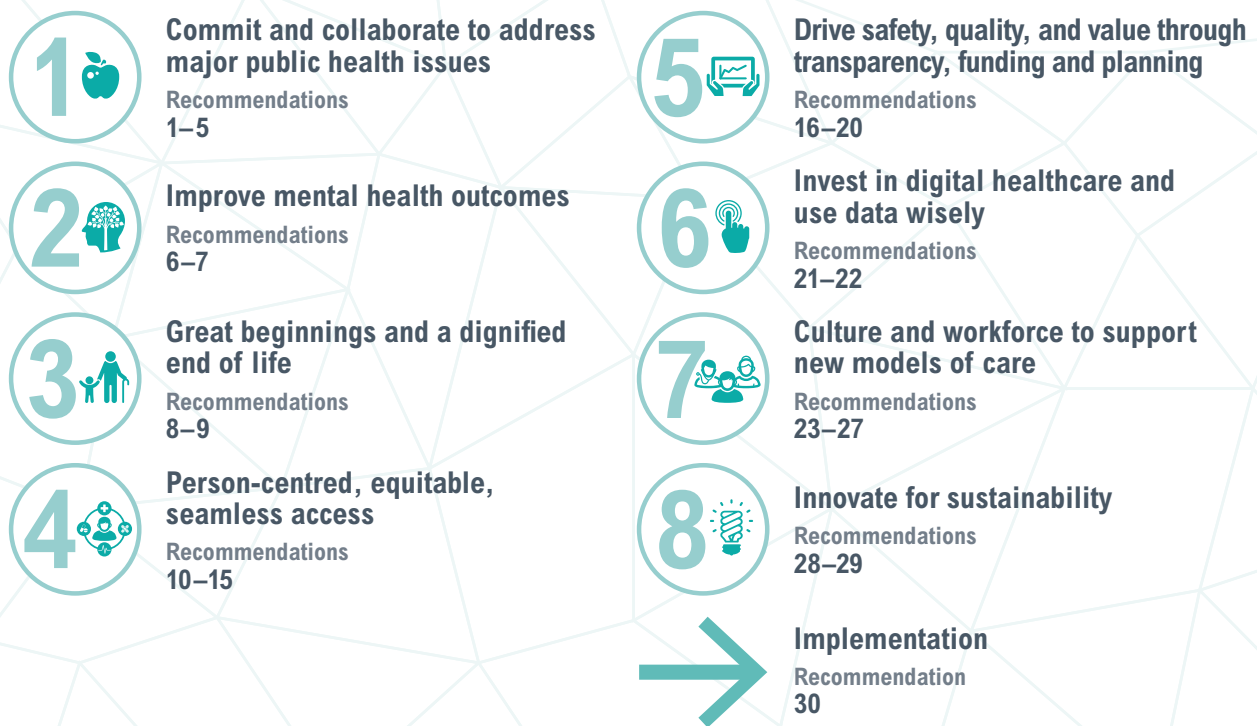 1
Commit and collaborate to address
major public health issues
Recommendations
1–5
2
Improve mental health outcomes
Recommendations
6–7
3
Great beginnings and a dignified
end of life
Recommendations
8–9
4
Person-centred, equitable,
seamless access
Recommendations
10–15
5
Drive safety, quality, and value through
transparency, funding and planning
Recommendations
16–20
6
Invest in digital healthcare and
use data wisely
Recommendations
21–22
7
Culture and workforce to support
new models of care
Recommendations
23–27
8
Innovate for sustainability
Recommendations
28–29
Implementation
Recommendation
30